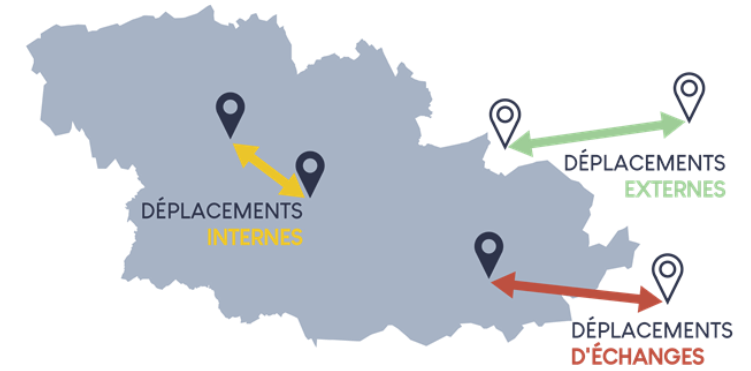 DÉPLACEMENTS
EXTERNES
DÉPLACEMENTS
INTERNES
DÉPLACEMENTS
D'ÉCHANGES